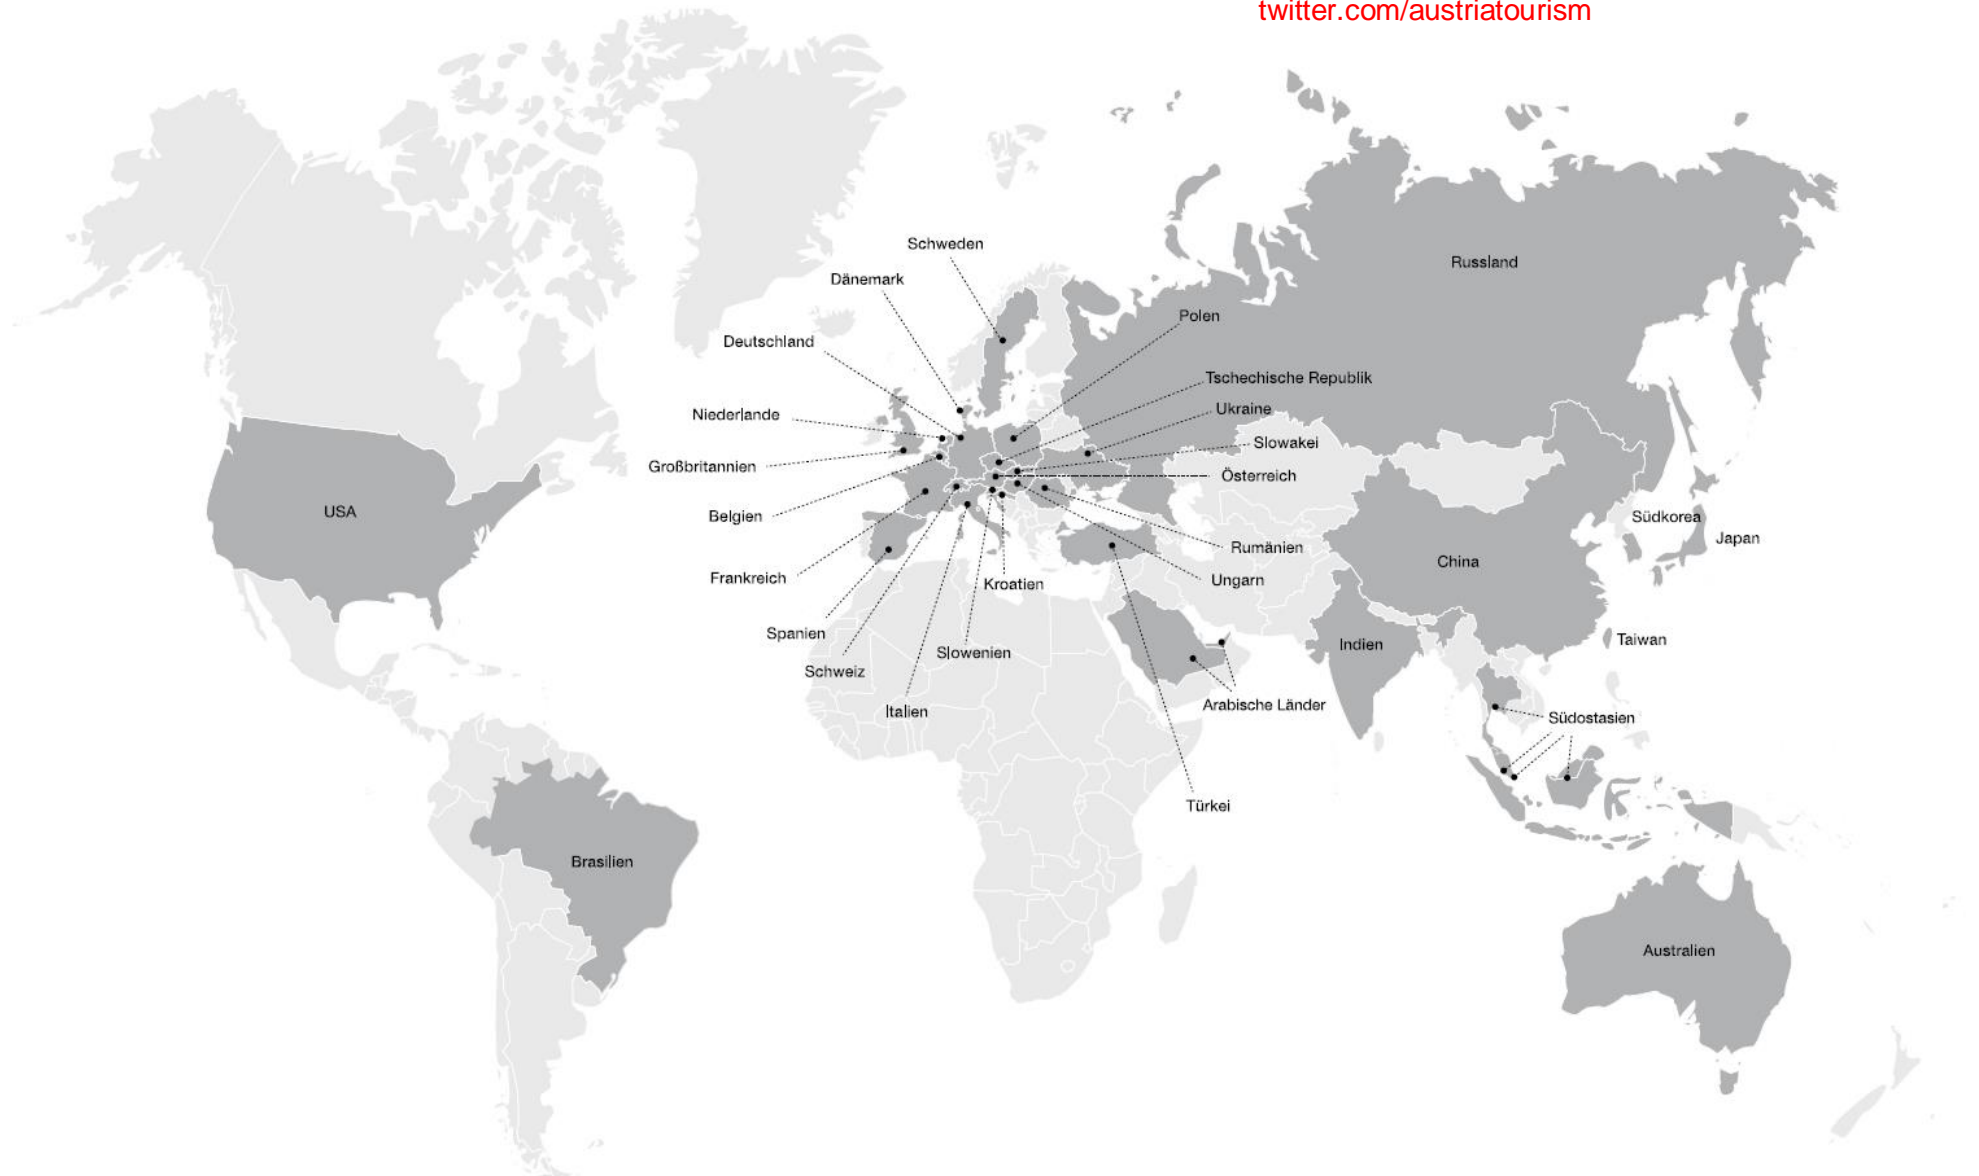 twitter.com/austriatourism
Schweden
Russland
Dänemark
Polen
Deutschland
Tschechische Republik
Niederlande
Ukraine
Slowakei
Großbritannien
Österreich
USA
Belgien
Südkorea
Japan
Rumänien
China
Frankreich
Kroatien
Ungarn
Spanien
Taiwan
Indien
Slowenien
Schweiz
Arabische Länder
Italien
Südostasien
Türkei
Brasilien
Australien